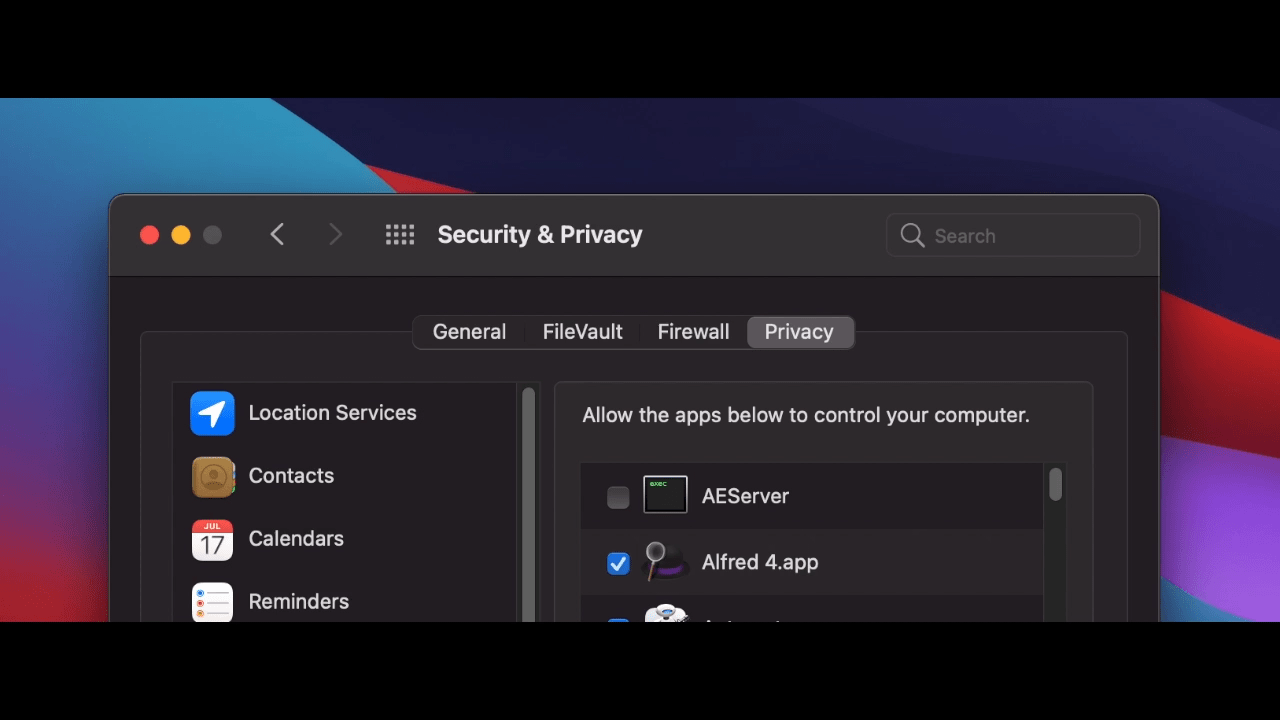 Security & Privacy
Search
General
FileVault
Firewall
Privacy
Location Services
Contacts
JUL
17
Calendars
Reminders
Allow the apps below to control your computer.
exec
AEServer
Alfred 4.app